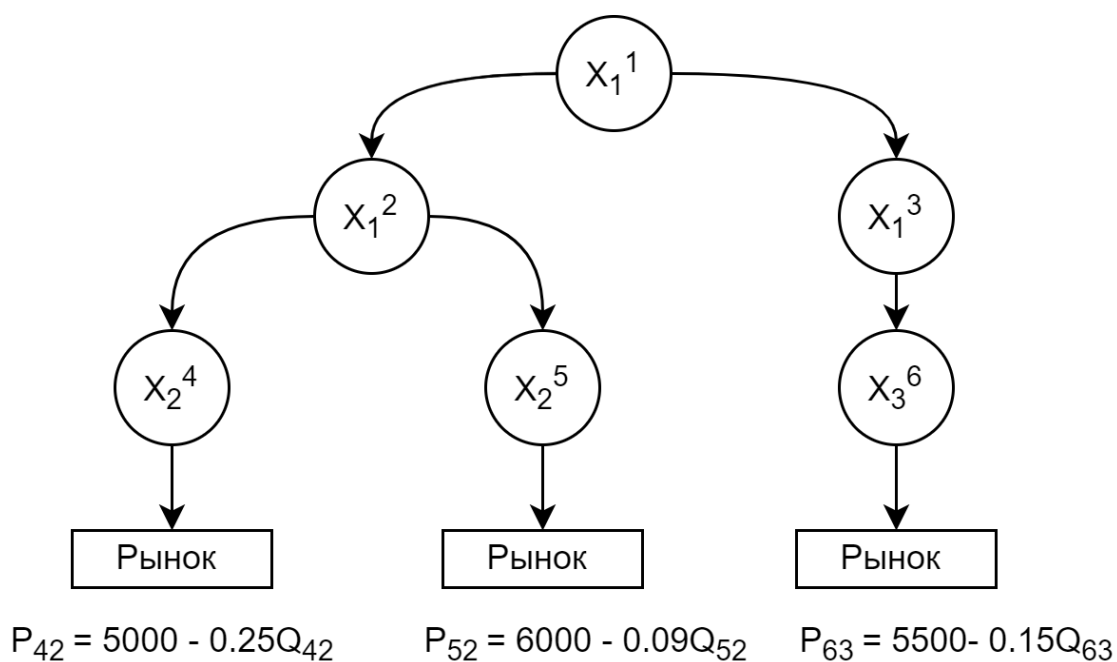 X₁¹
X₁² X₁³
X₂⁴ X₂⁵ X₃⁶
Рынок Рынок Рынок
P₄₂ = 5000 - 0.25Q₄₂ P₅₂ = 6000 - 0.09Q₅₂ P₆₃ = 5500- 0.15Q₆₃